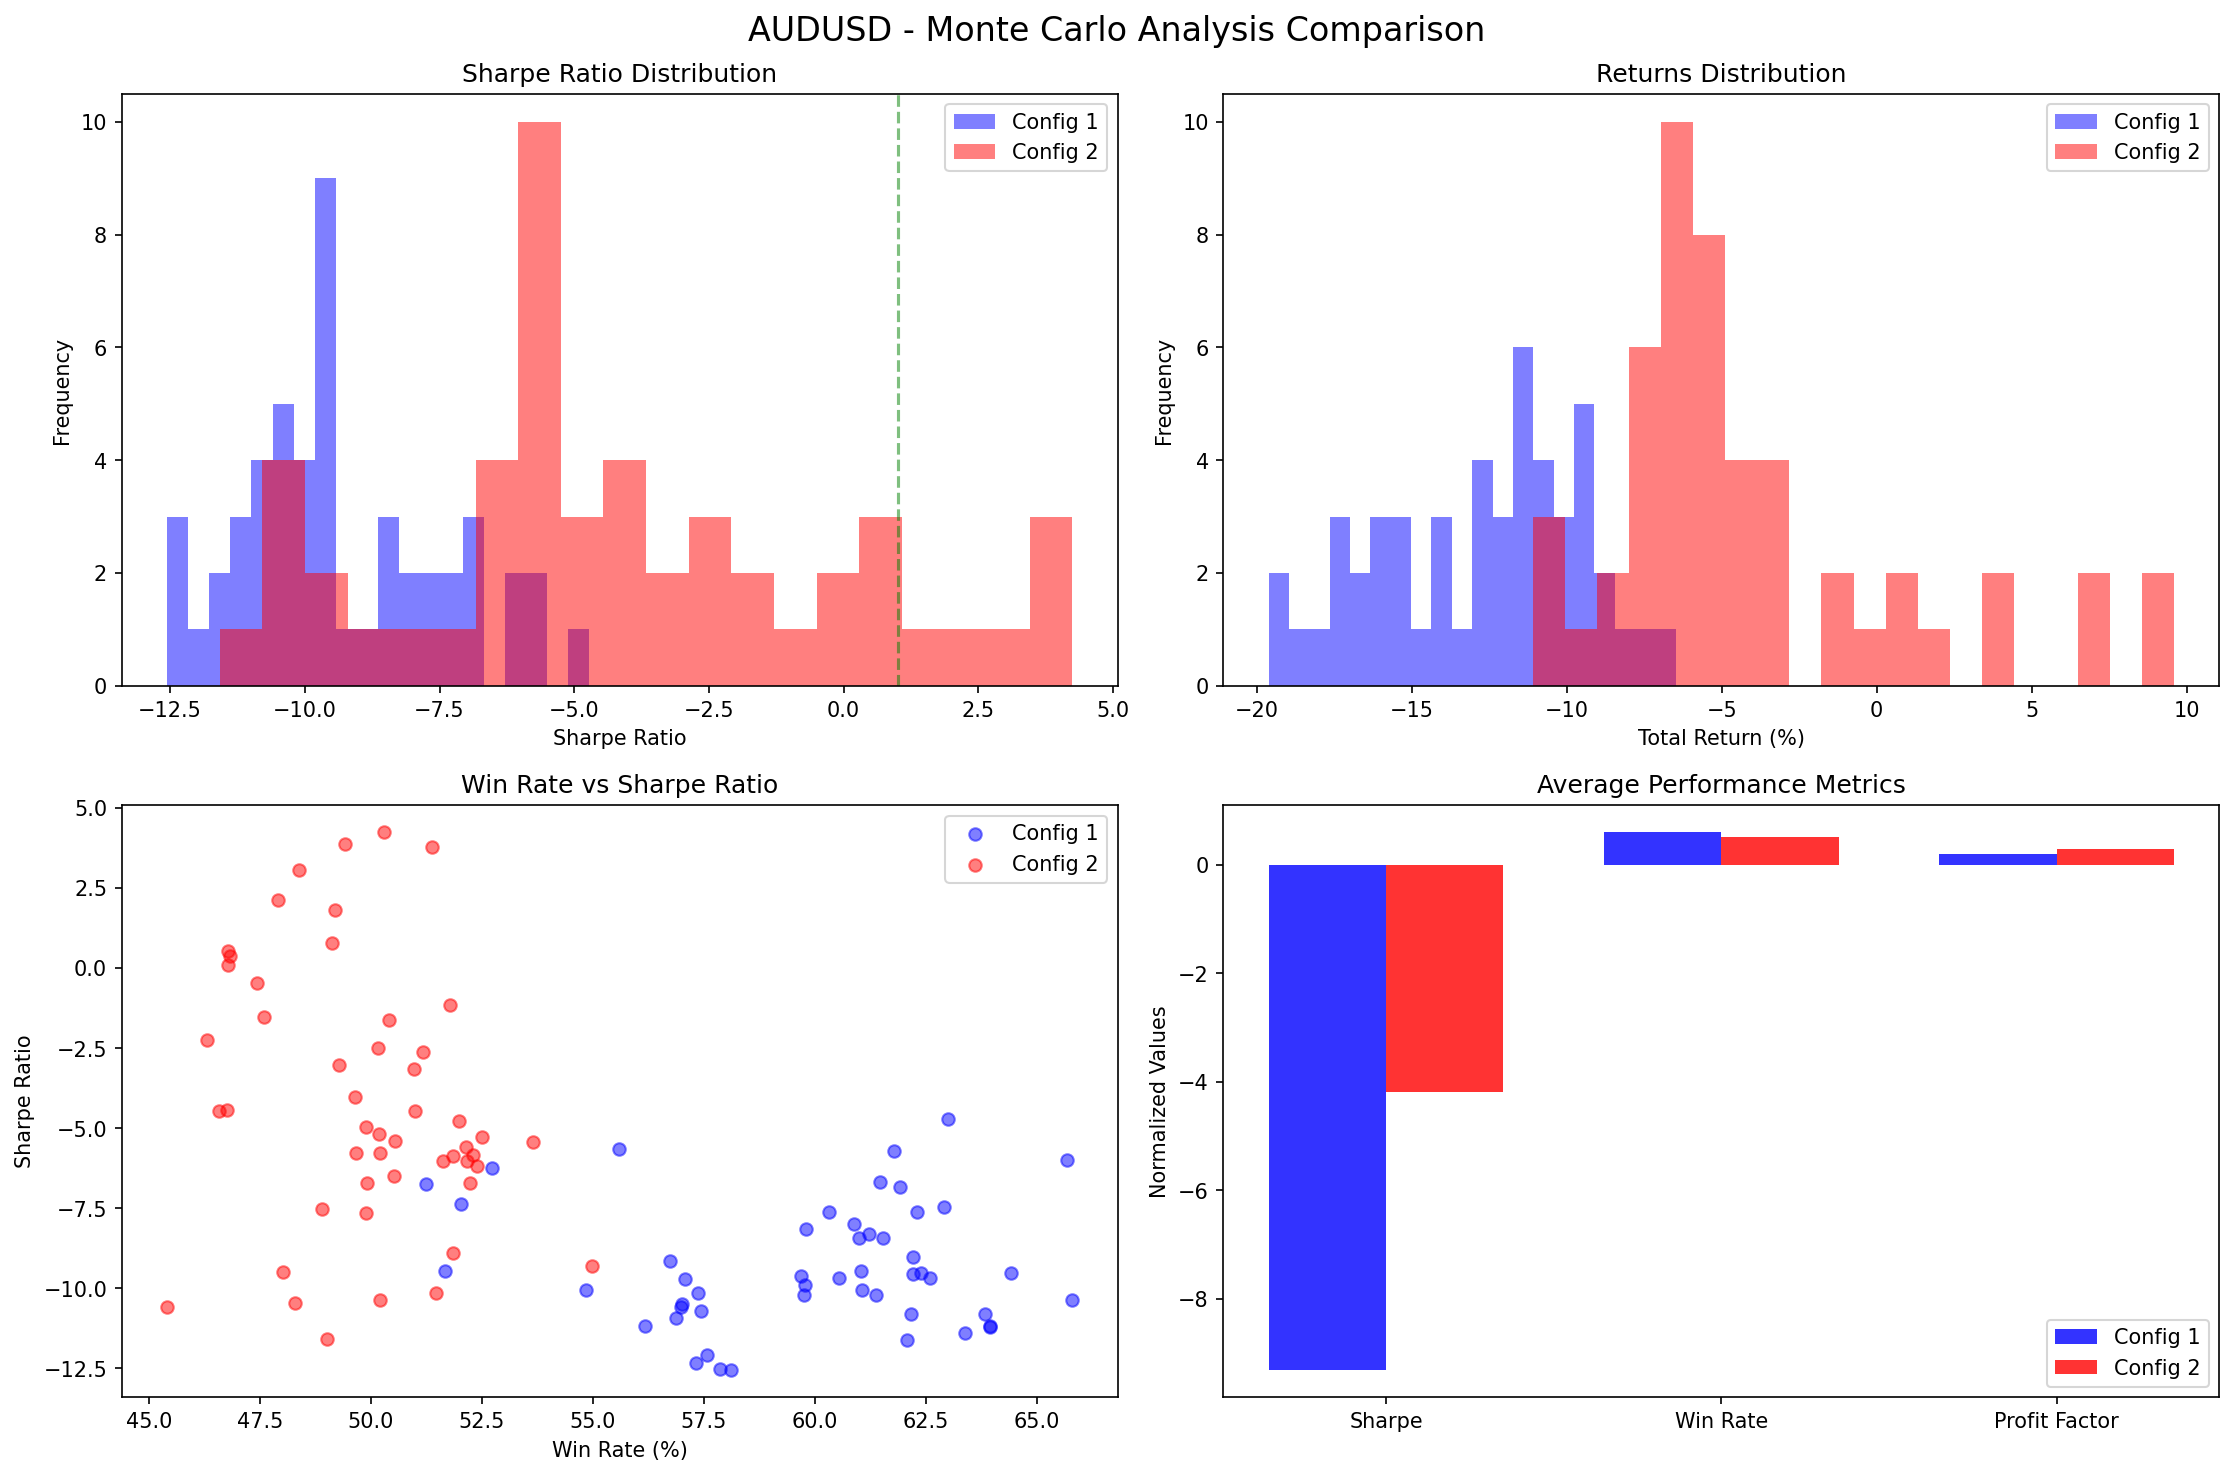 AUDUSD - Monte Carlo Analysis Comparison
Sharpe Ratio Distribution
Frequency
10
8
6
4
2
0
−12.5 −10.0 −7.5 −5.0 −2.5 0.0 2.5 5.0
Sharpe Ratio
Config 1
Config 2
Returns Distribution
Frequency
10
8
6
4
2
0
−20 −15 −10 −5 0 5 10
Total Return (%)
Config 1
Config 2
Win Rate vs Sharpe Ratio
Sharpe Ratio
5.0
2.5
0.0
−2.5
−5.0
−7.5
−10.0
−12.5
45.0 47.5 50.0 52.5 55.0 57.5 60.0 62.5 65.0
Win Rate (%)
Config 1
Config 2
Average Performance Metrics
Normalized Values
0
−2
−4
−6
−8
Sharpe Win Rate Profit Factor
Config 1
Config 2